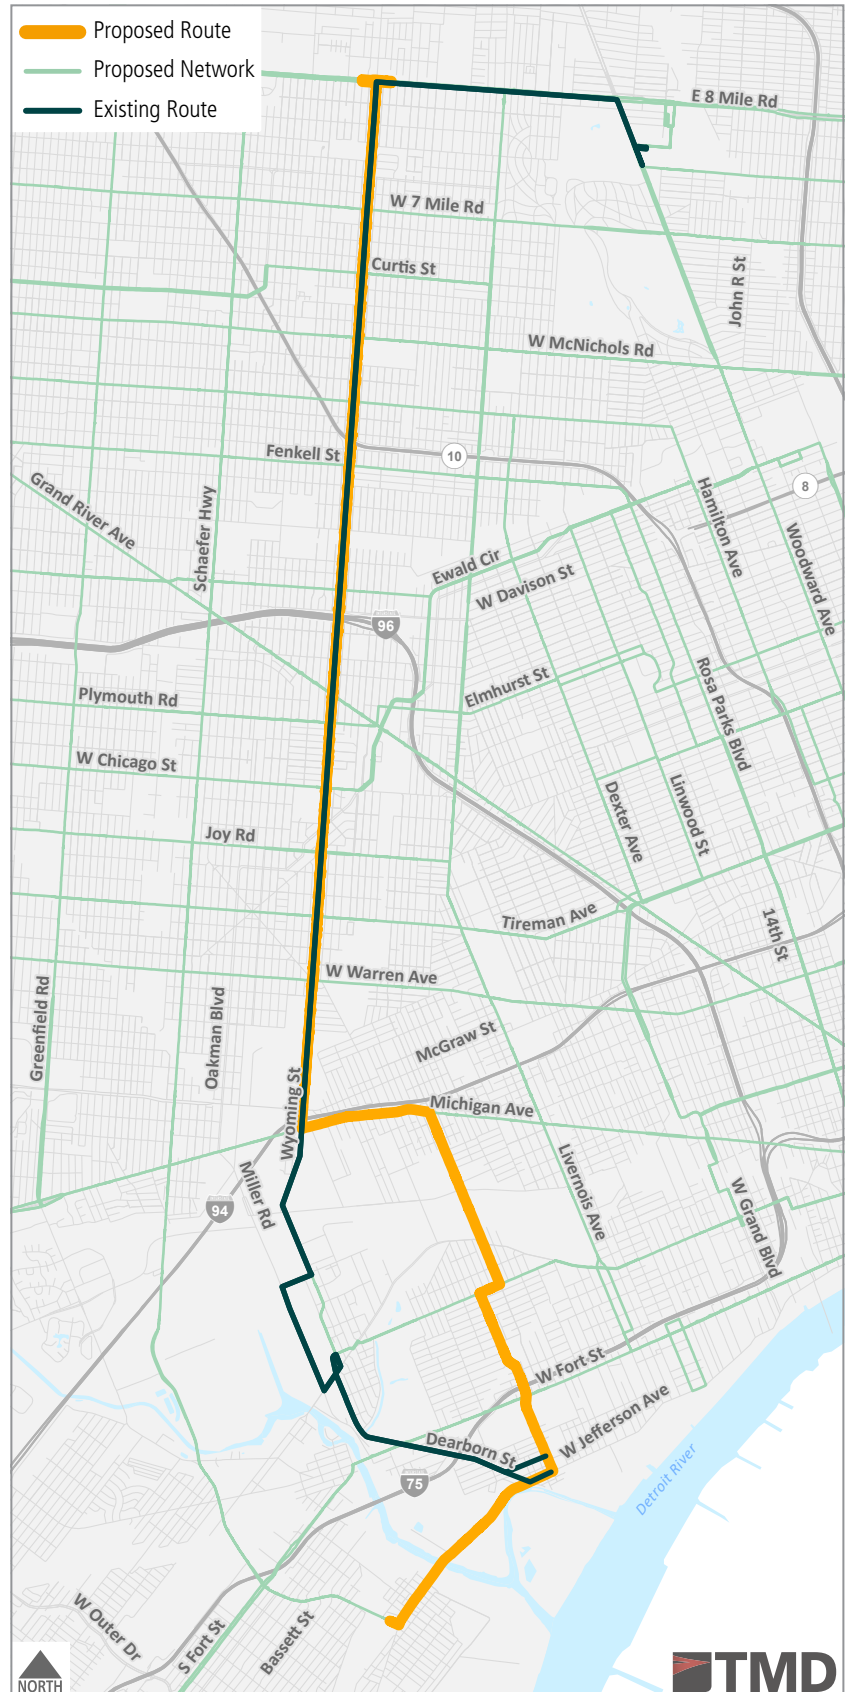 Proposed Route
Proposed Network
Existing Route
E 8 Mile Rd
W 7 Mile Rd
Curtis St
John R St
W McNichols Rd
Fenkell St
10
Grand River Ave
Schaefer Hwy
8
Hamilton Ave
Woodward Ave
Ewald Cir
W Davison St
96
Plymouth Rd
Elmhurst St
Rosa Parks Blvd
W Chicago St
Dexter Ave
Linwood St
Joy Rd
Tireman Ave
14th St
W Warren Ave
Greenfield Rd
Oakman Blvd
McGraw St
Wyoming St
Michigan Ave
Miller Rd
Livernois Ave
94
W Grand Blvd
W Fort St
W Jefferson Ave
Dearborn St
75
Detroit River
W Outer Dr
S Fort St
Bassett St
NORTH
TMD